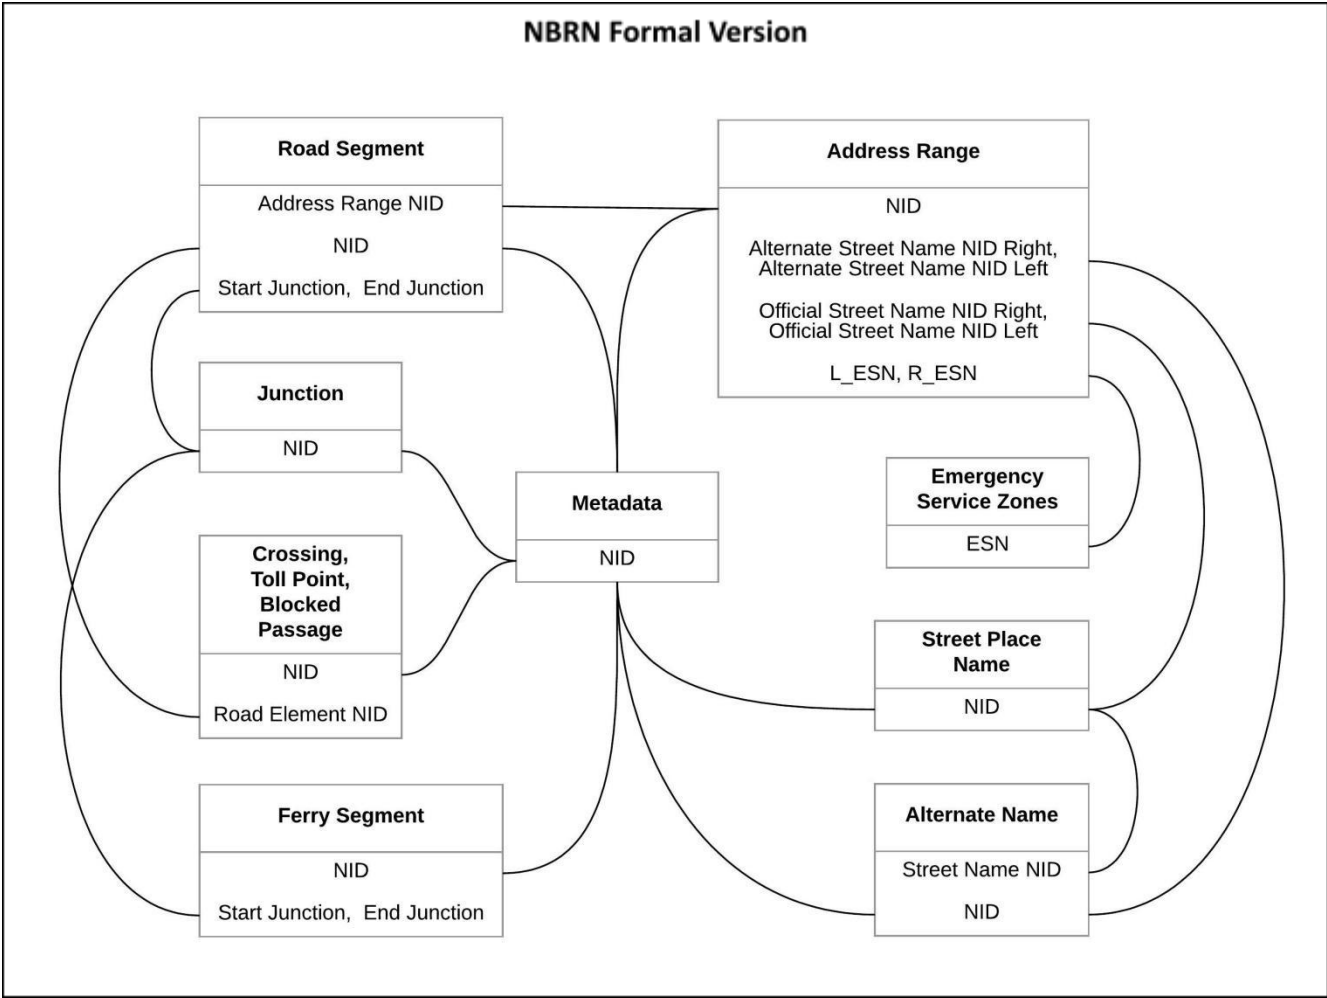 NBRN Formal Version
Road Segment
Address Range NID
NID
Start Junction, End Junction
Junction
NID
Crossing,
Toll Point,
Blocked
Passage
NID
Road Element NID
Ferry Segment
NID
Start Junction, End Junction
Metadada
NID
Address Range
NID
Alternate Street Name NID Right,
Alternate Street Name NID Left
Official Street Name NID Right,
Official Street Name NID Left
L_ESN, R_ESN
Emergency
Service Zones
ESN
Street Place
Name
NID
Alternate Name
Street Name NID
NID